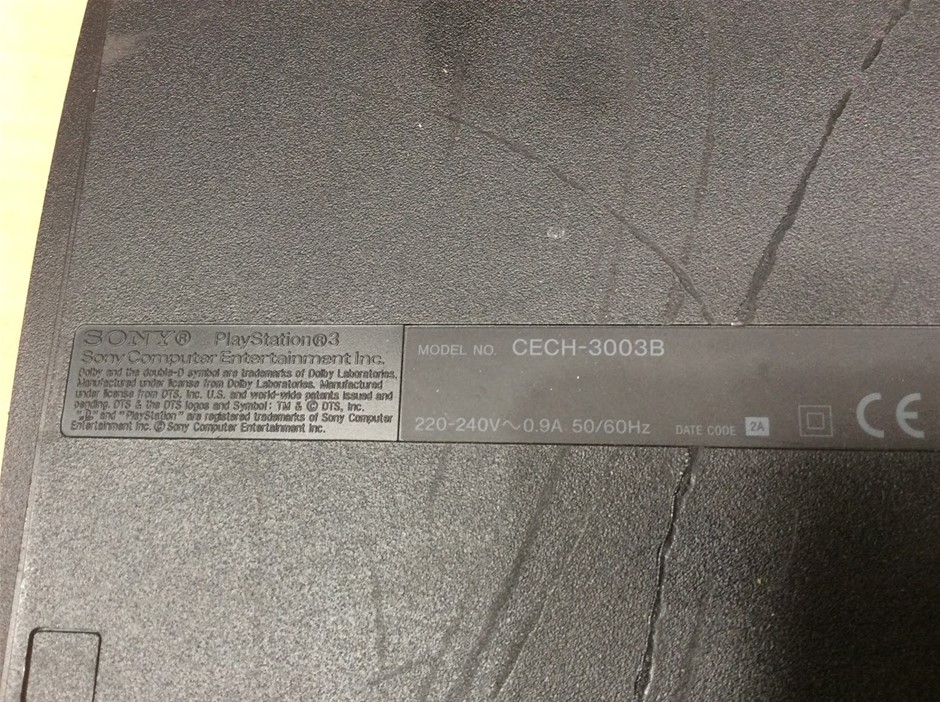 SONY® PlayStation®3
Sony Computer Entertainment Inc.
Dolby and the double-D symbol are trademarks of Dolby Laboratories.
Manufactured under license from Dolby Laboratories. Manufactured
under license from DTS, Inc. U.S. and world-wide patents issued and
pending. DTS & the DTS logos and Symbol: TM & © DTS, Inc.
" " and "PlayStation" are registered trademarks of Sony Computer
Entertainment Inc. © Sony Computer Entertainment Inc.
MODEL NO. CECH-3003B
220-240V～0.9A 50/60Hz DATE CODE 2A
CE